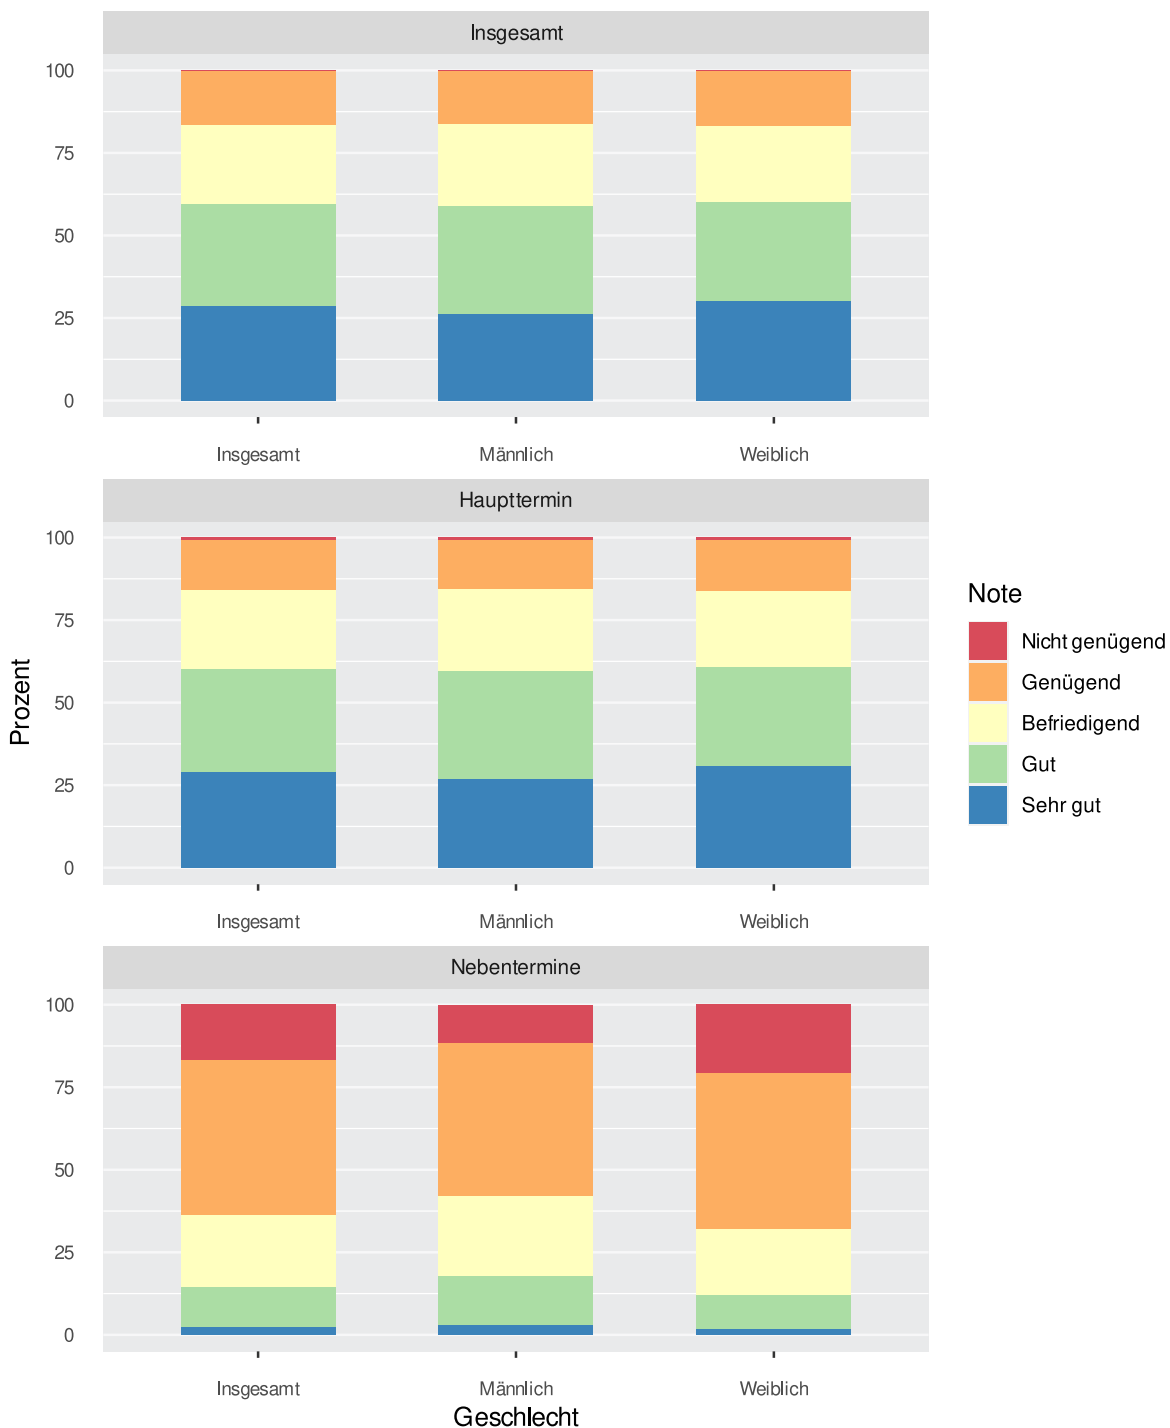 Insgesamt
100
75
50
25
0
Insgesamt Männlich Weiblich
Haupttermin
100
75
50
25
0
Insgesamt Männlich Weiblich
Nebentermine
100
75
50
25
0
Insgesamt Männlich Weiblich
Geschlecht
Prozent
Note
Nicht genügend
Genügend
Befriedigend
Gut
Sehr gut